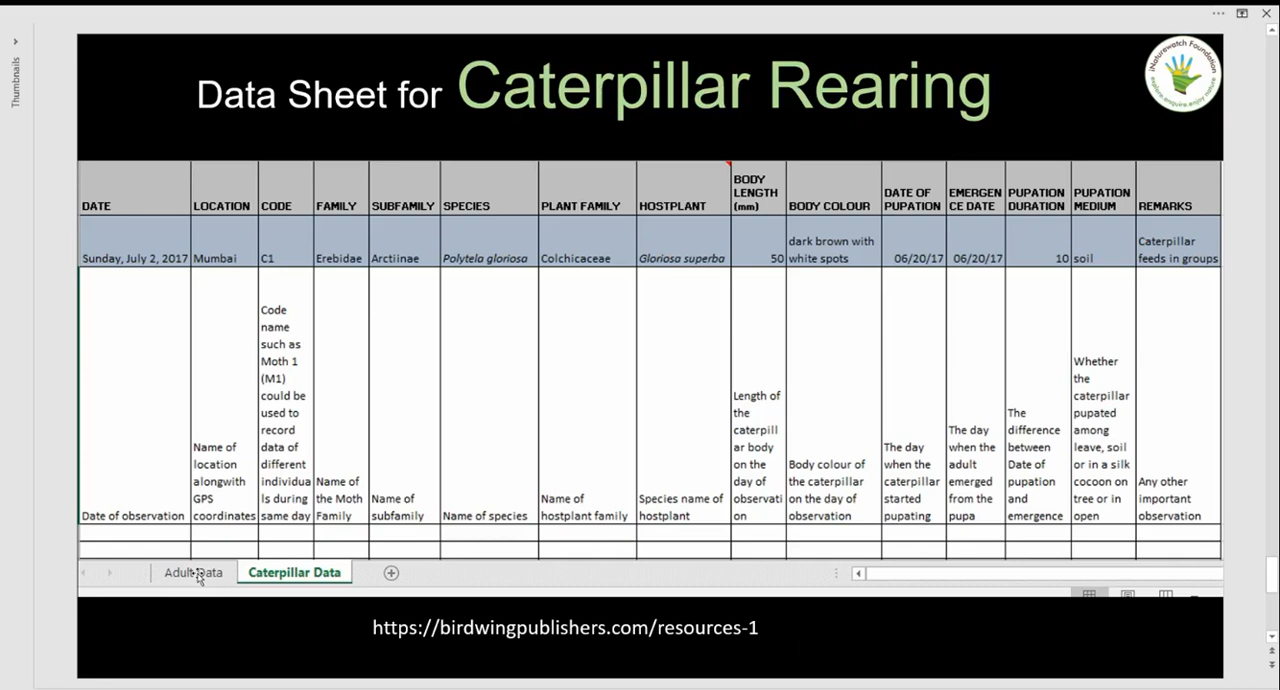 Thumbnails
Data Sheet for Caterpillar Rearing
iNaturewatch Foundation
explore.enquire.enjoy nature
DATE LOCATION CODE FAMILY SUBFAMILY SPECIES PLANT FAMILY HOSTPLANT BODY LENGTH (mm) BODY COLOUR DATE OF PUPATION EMERGEN CE DATE PUPATION DURATION PUPATION MEDIUM REMARKS
Sunday, July 2, 2017 Mumbai C1 Erebidae Arctiinae Polytela gloriosa Colchicaceae Gloriosa superba 50 dark brown with white spots 06/20/17 06/20/17 10 soil Caterpillar feeds in groups
Date of observation
Name of
location
alongwith
GPS
coordinates
Code
name
such as
Moth 1
(M1)
could be
used to
record
data of
different
individua
ls during
same day
Name of
the Moth
Family
Name of
subfamily
Name of species
Name of
hostplant family
Species name of
hostplant
Length of
the
caterpill
ar body
on the
day of
observati
on
Body colour of
the caterpillar
on the day of
observation
The day
when the
caterpillar
started
pupating
The day
when the
adult
emerged
from the
pupa
The
difference
between
Date of
pupation
and
emergence
Whether
the
caterpillar
pupated
among
leave, soil
or in a silk
cocoon on
tree or in
open
Any other
important
observation
Adult Data Caterpillar Data
https://birdwingpublishers.com/resources-1